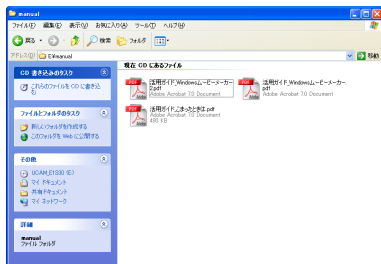 manual
ファイル(F) 編集(E) 表示(V) お気に入り(A) ツール(T) ヘルプ(H)
戻る 検索 フォルダ
アドレス(D) E:¥manual 移動
CD 書き込みのタスク
これらのファイルを CD に書き込む
ファイルとフォルダのタスク
新しいフォルダを作成する
このフォルダを Web に公開する
その他
UCAM_E1S30 (E:)
マイ ドキュメント
共有ドキュメント
マイ ネットワーク
詳細
manual
ファイル フォルダ
現在 CD にあるファイル
活用ガイド_Windowsムービーメーカー2.pdf
Adobe Acrobat 7.0 Document
活用ガイド_Windowsムービーメーカー.pdf
Adobe Acrobat 7.0 Document
活用ガイド_こまったときは.pdf
Adobe Acrobat 7.0 Document
480 KB